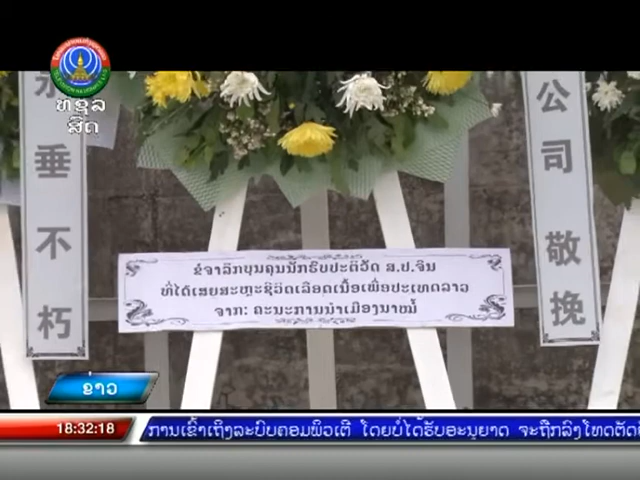 ທຊລ
ສົດ
永垂不朽
公司敬挽
ຂໍຈາລຶກບຸນຄຸນນັກຮົບປະຕິວັດ ສ.ປ.ຈີນ
ທີ່ໄດ້ເສຍສະຫຼະຊີວິດເລືອດເນື້ອເພື່ອປະເທດລາວ
ຈາກ: ຄະນະການນຳເມືອງນາໝໍ້
ຂ່າວ
18:32:18
ການເຂົ້າເຖິງລະບົບຄອມພິວເຕີ ໂດຍບໍ່ໄດ້ຮັບອະນຸຍາດ ຈະຖືກລົງໂທດຕັດ